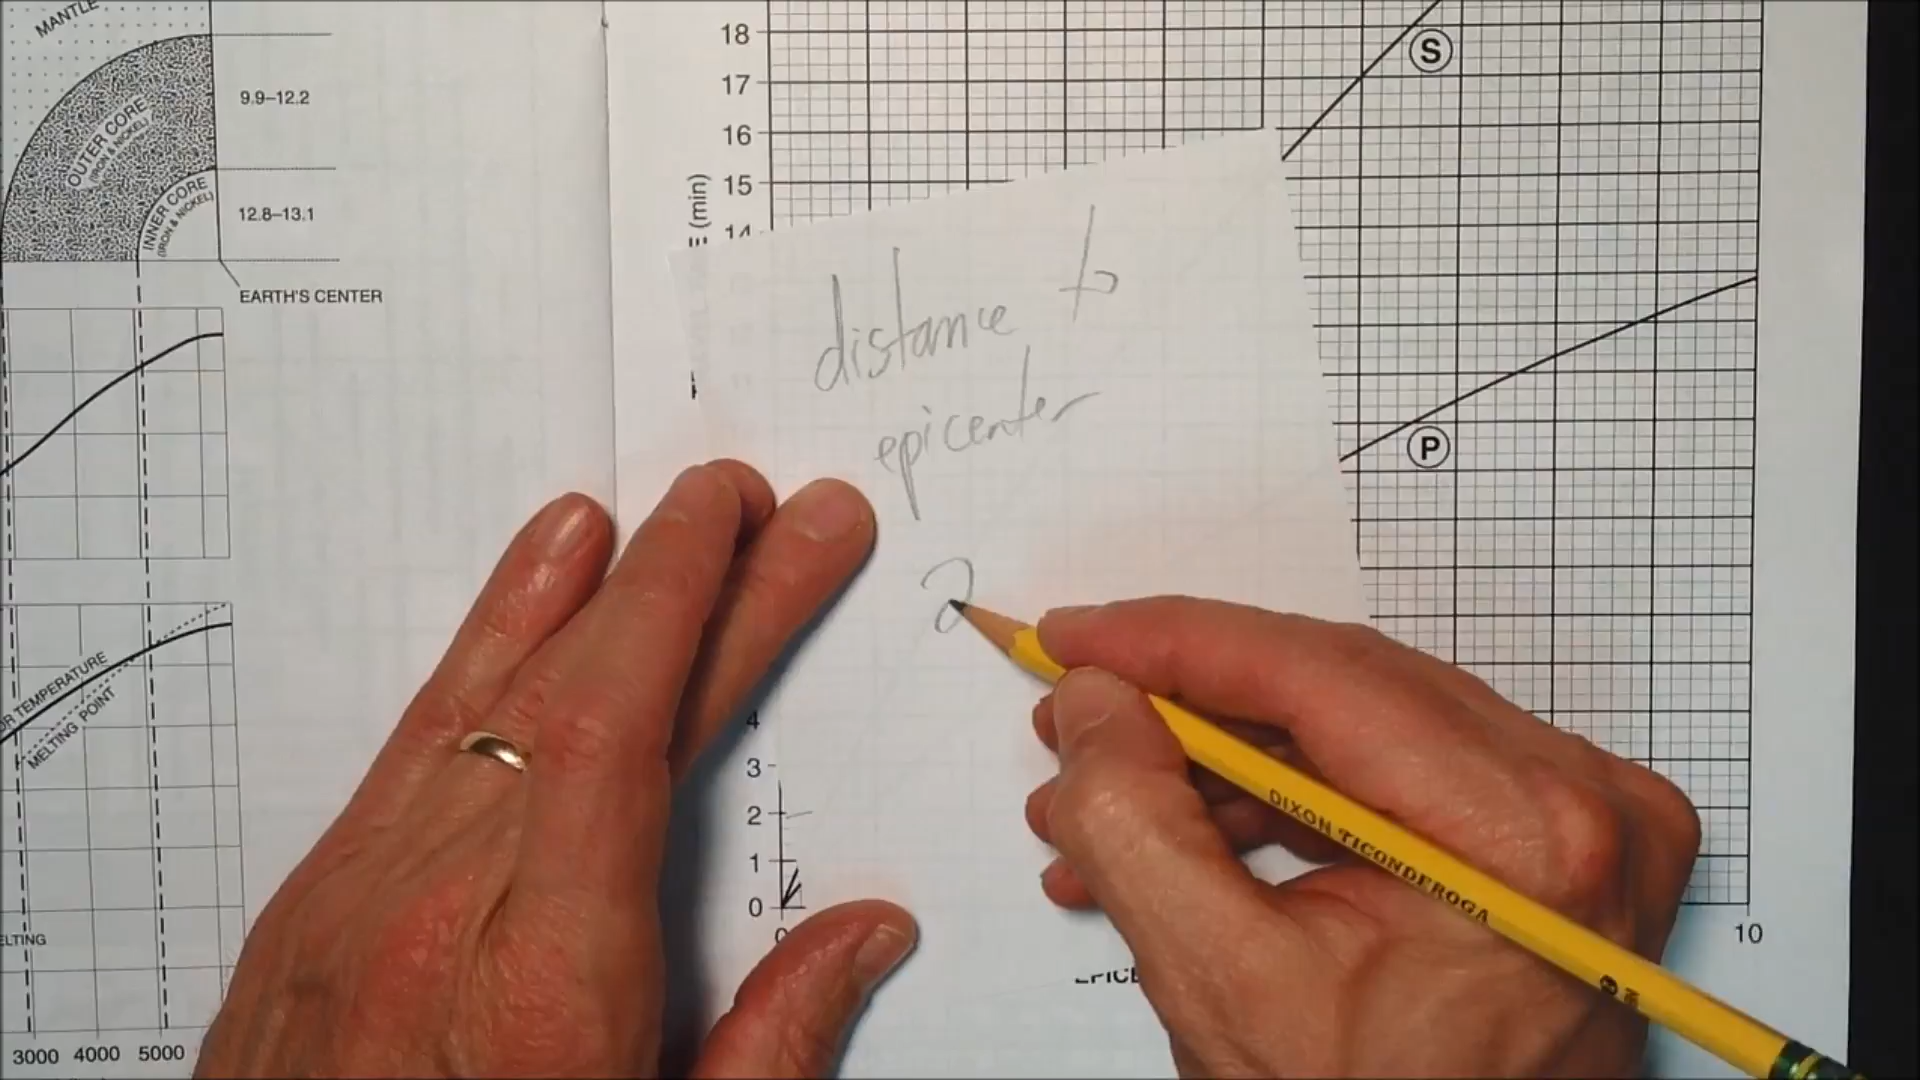 MANTLE
OUTER CORE
(IRON & NICKEL)
INNER CORE
(IRON & NICKEL)
9.9–12.2
12.8–13.1
EARTH'S CENTER
TEMPERATURE
MELTING POINT
3000 4000 5000
18
17
16
15
14
(min)
S
P
distance to
epicenter
2
4
3
2
1
0
0
10
DIXON TICONDEROGA